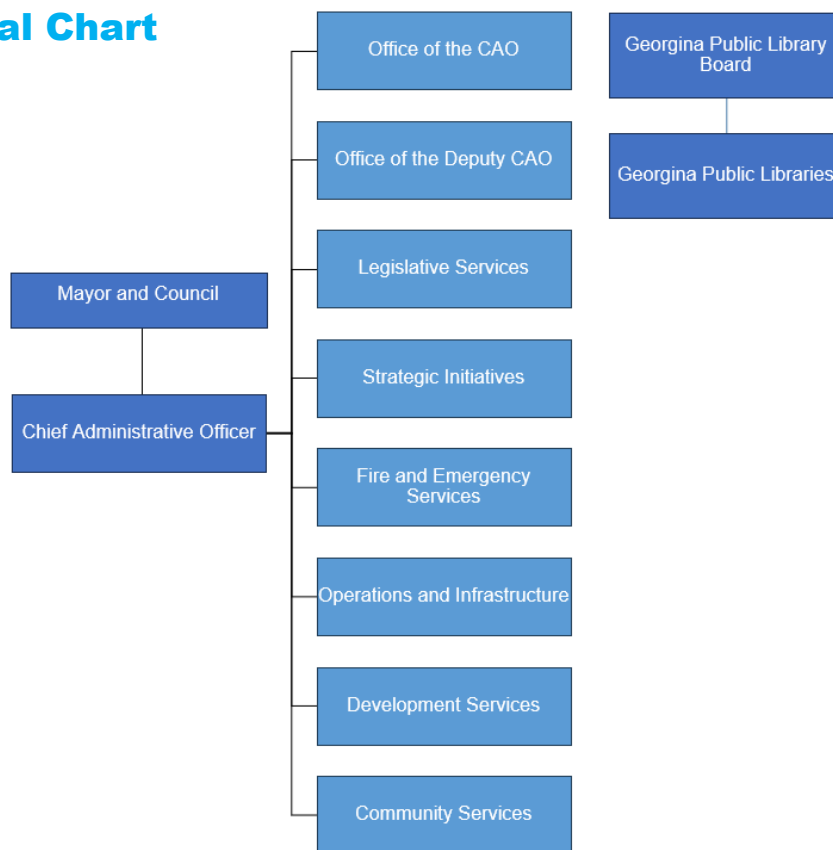 al Chart
Office of the CAO
Georgina Public Library
Board
Office of the Deputy CAO
Georgina Public Libraries
Legislative Services
Mayor and Council
Strategic Initiatives
Chief Administrative Officer
Fire and Emergency
Services
Operations and Infrastructure
Development Services
Community Services